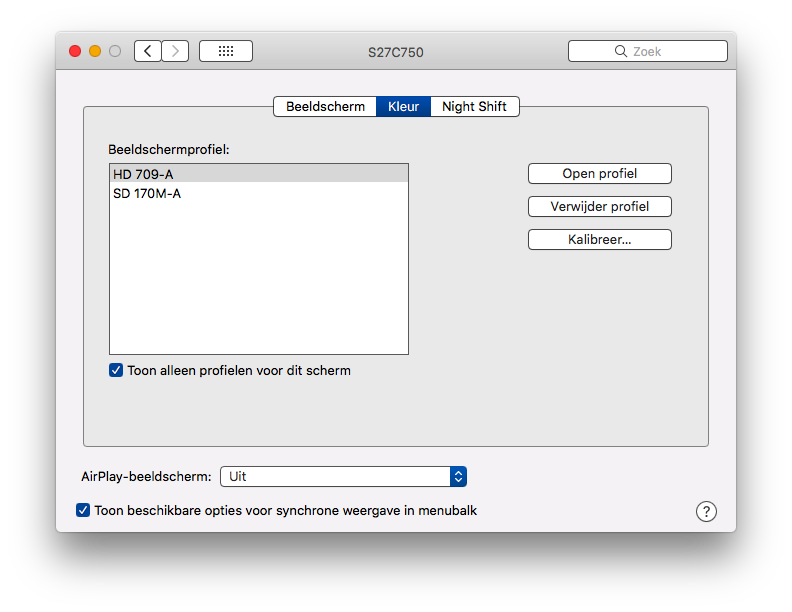 S27C750
Zoek
Beeldscherm Kleur Night Shift
Beeldschermprofiel:
HD 709-A
SD 170M-A
Open profiel
Verwijder profiel
Kalibreer...
Toon alleen profielen voor dit scherm
AirPlay-beeldscherm: Uit
Toon beschikbare opties voor synchrone weergave in menubalk
?